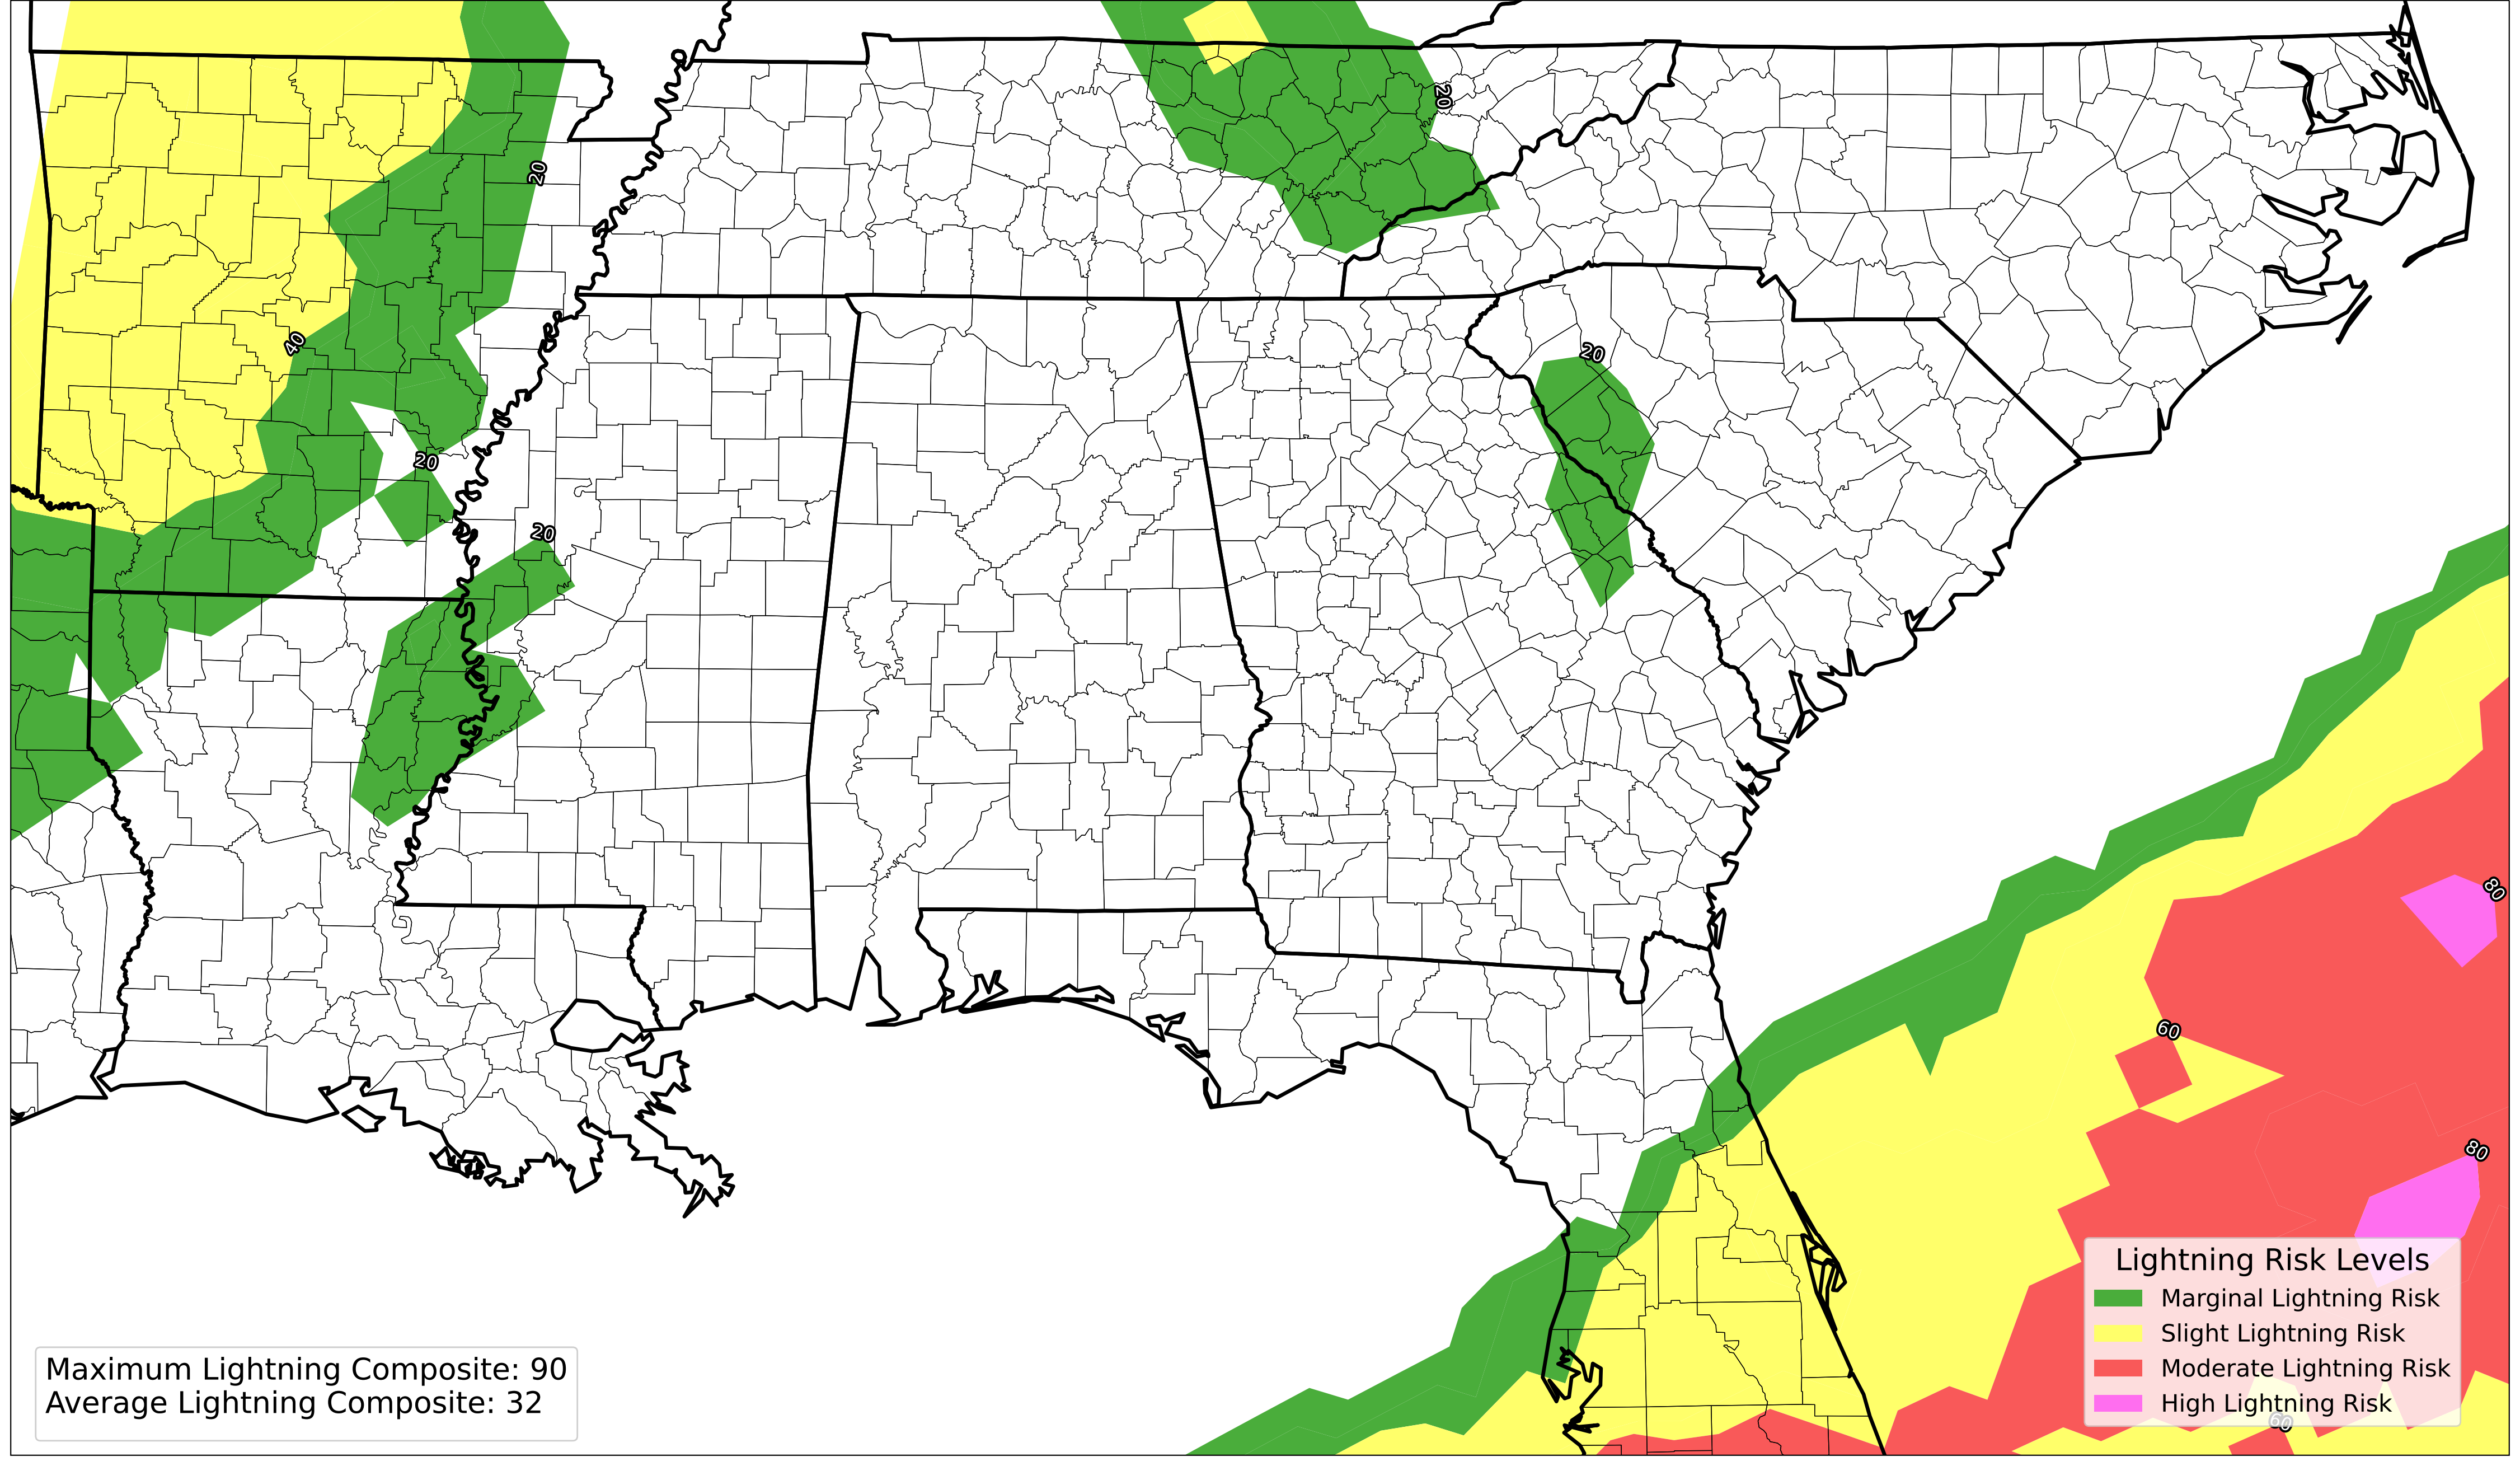 20
20
20
40
20
20
80
60
80
Lightning Risk Levels
Marginal Lightning Risk
Slight Lightning Risk
Moderate Lightning Risk
High Lightning Risk
Maximum Lightning Composite: 90
Average Lightning Composite: 32
60